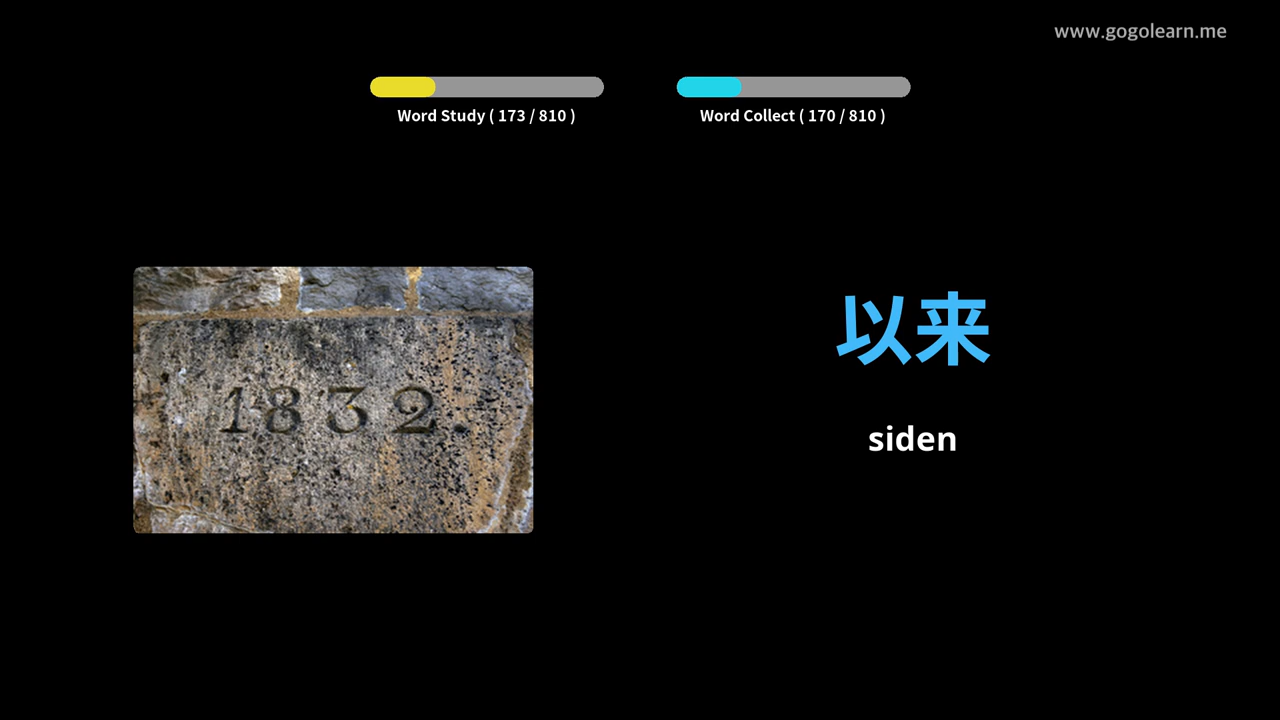 www.gogolearn.me
Word Study ( 173 / 810 )
Word Collect ( 170 / 810 )
1832.
以来
siden